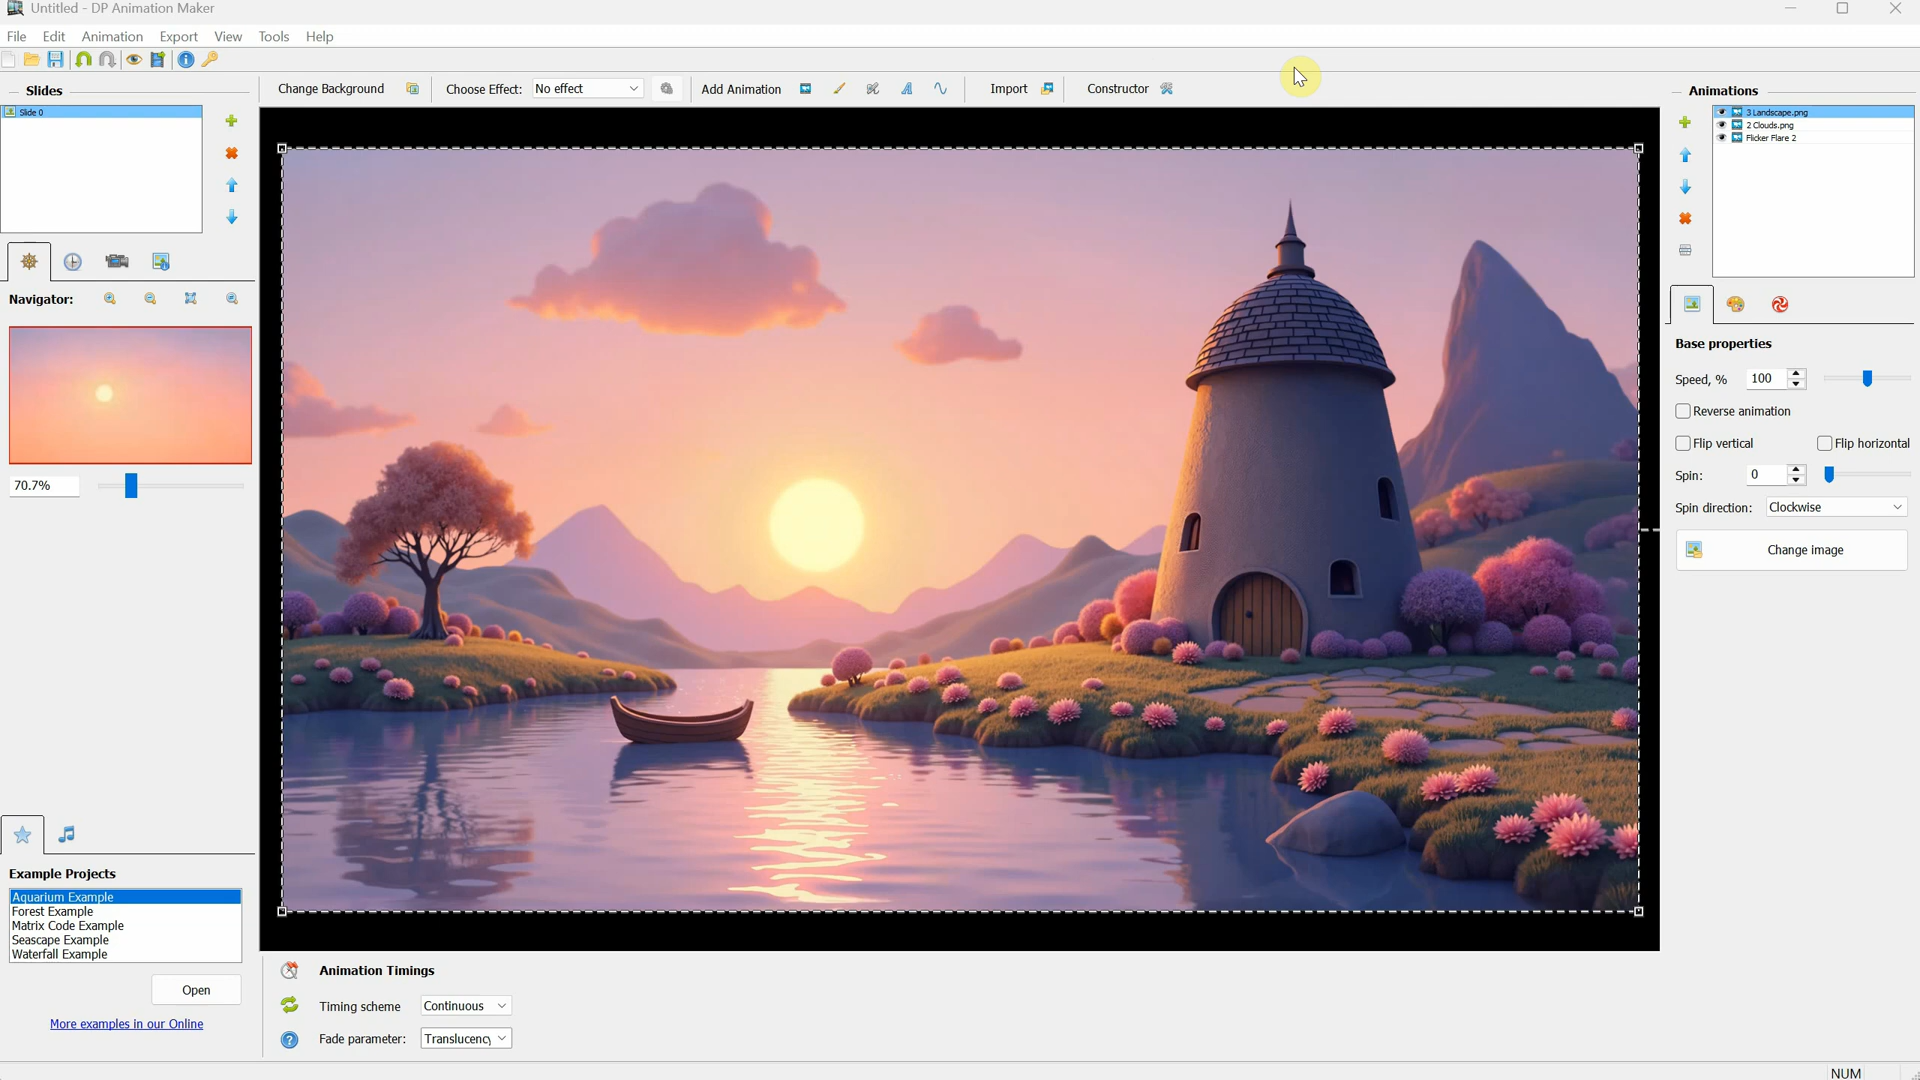 Untitled - DP Animation Maker
File Edit Animation Export View Tools Help
Slides
Slide 0
Change Background
Choose Effect: No effect
Add Animation
Import
Constructor
Animations
3 Landscape.png
2 Clouds.png
Flicker Flare 2
Navigator:
70.7%
Base properties
Speed, % 100
Reverse animation
Flip vertical Flip horizontal
Spin: 0
Spin direction: Clockwise
Change image
Example Projects
Aquarium Example
Forest Example
Matrix Code Example
Seascape Example
Waterfall Example
Open
More examples in our Online
Animation Timings
Timing scheme Continuous
Fade parameter: Translucency
NUM